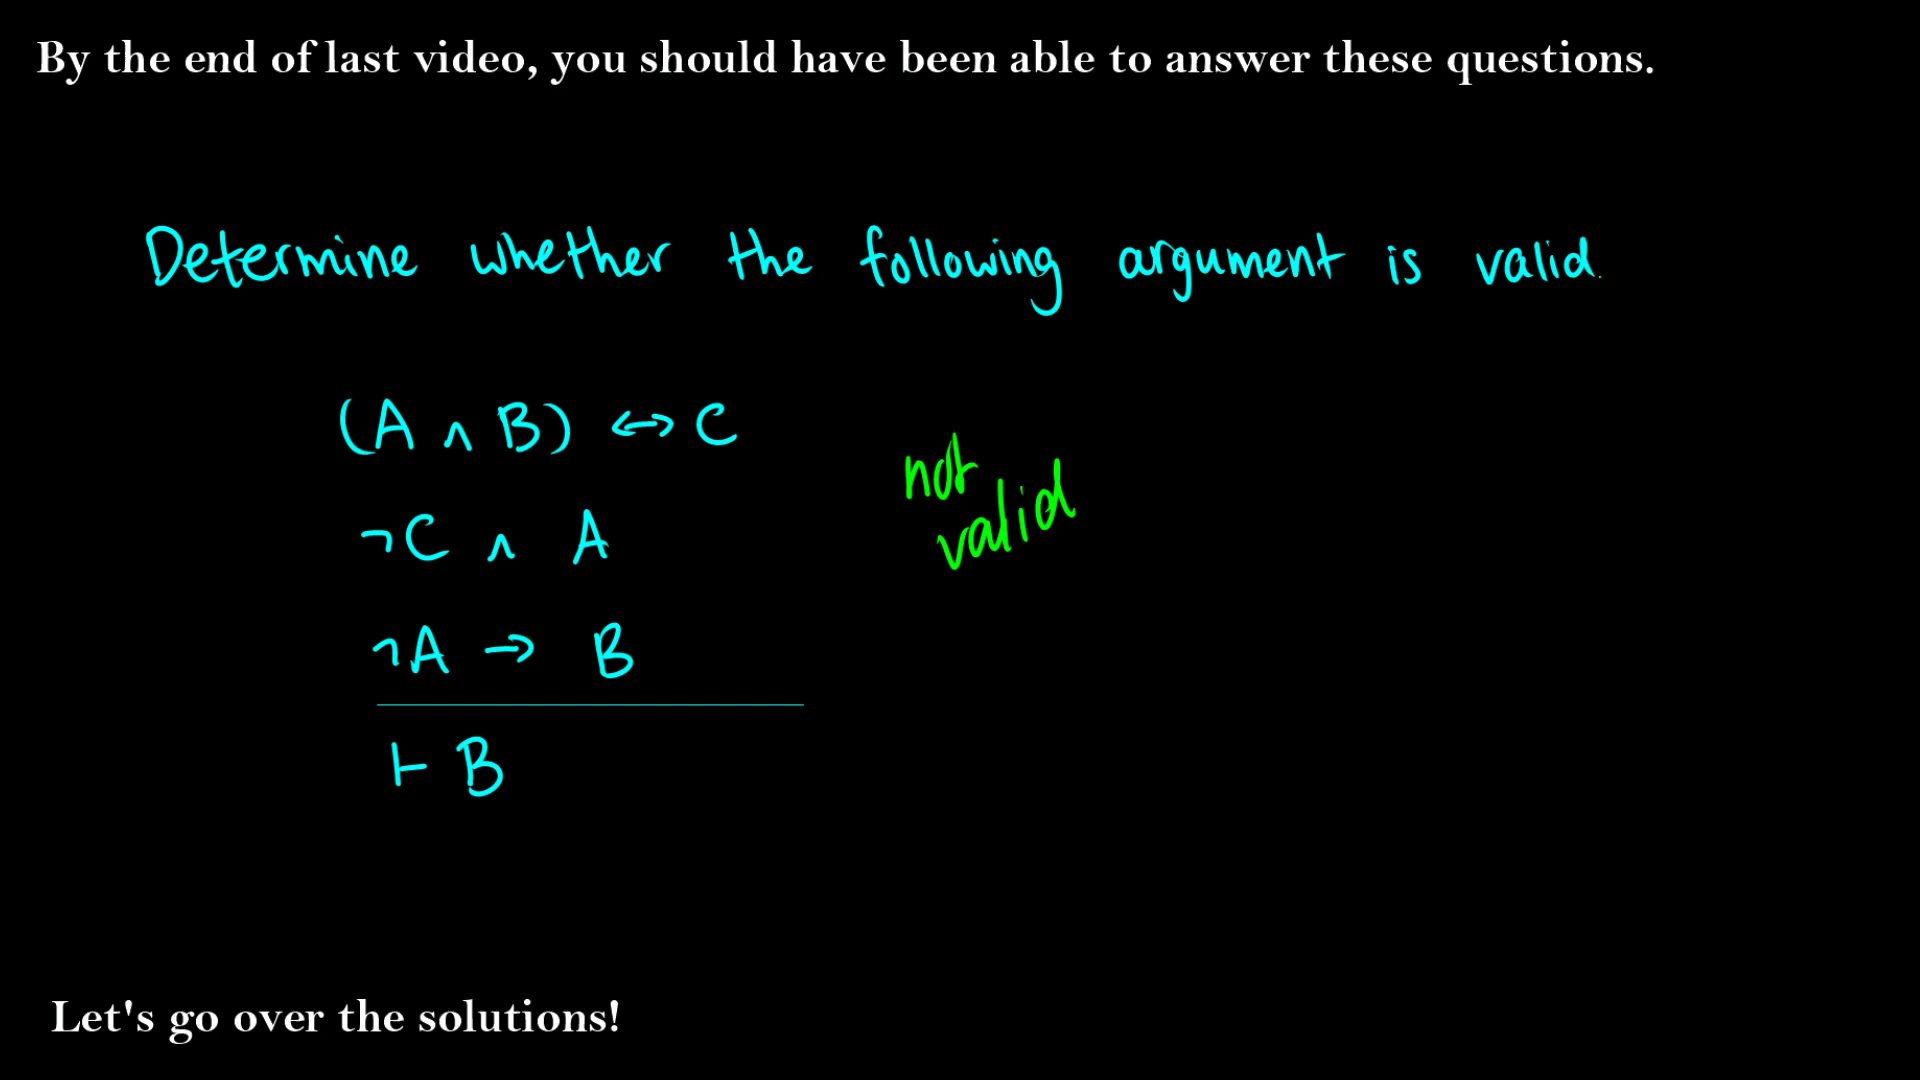 By the end of last video, you should have been able to answer these questions.
Determine whether the following argument is valid.
(A ∧ B) ↔ C
¬C ∧ A
not
valid
¬A → B
⊢ B
Let's go over the solutions!